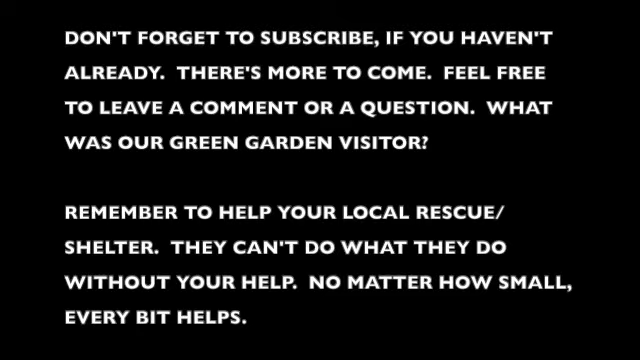 DON'T FORGET TO SUBSCRIBE, IF YOU HAVEN'T
ALREADY.  THERE'S MORE TO COME.  FEEL FREE
TO LEAVE A COMMENT OR A QUESTION.  WHAT
WAS OUR GREEN GARDEN VISITOR?

REMEMBER TO HELP YOUR LOCAL RESCUE/
SHELTER.  THEY CAN'T DO WHAT THEY DO
WITHOUT YOUR HELP.  NO MATTER HOW SMALL,
EVERY BIT HELPS.